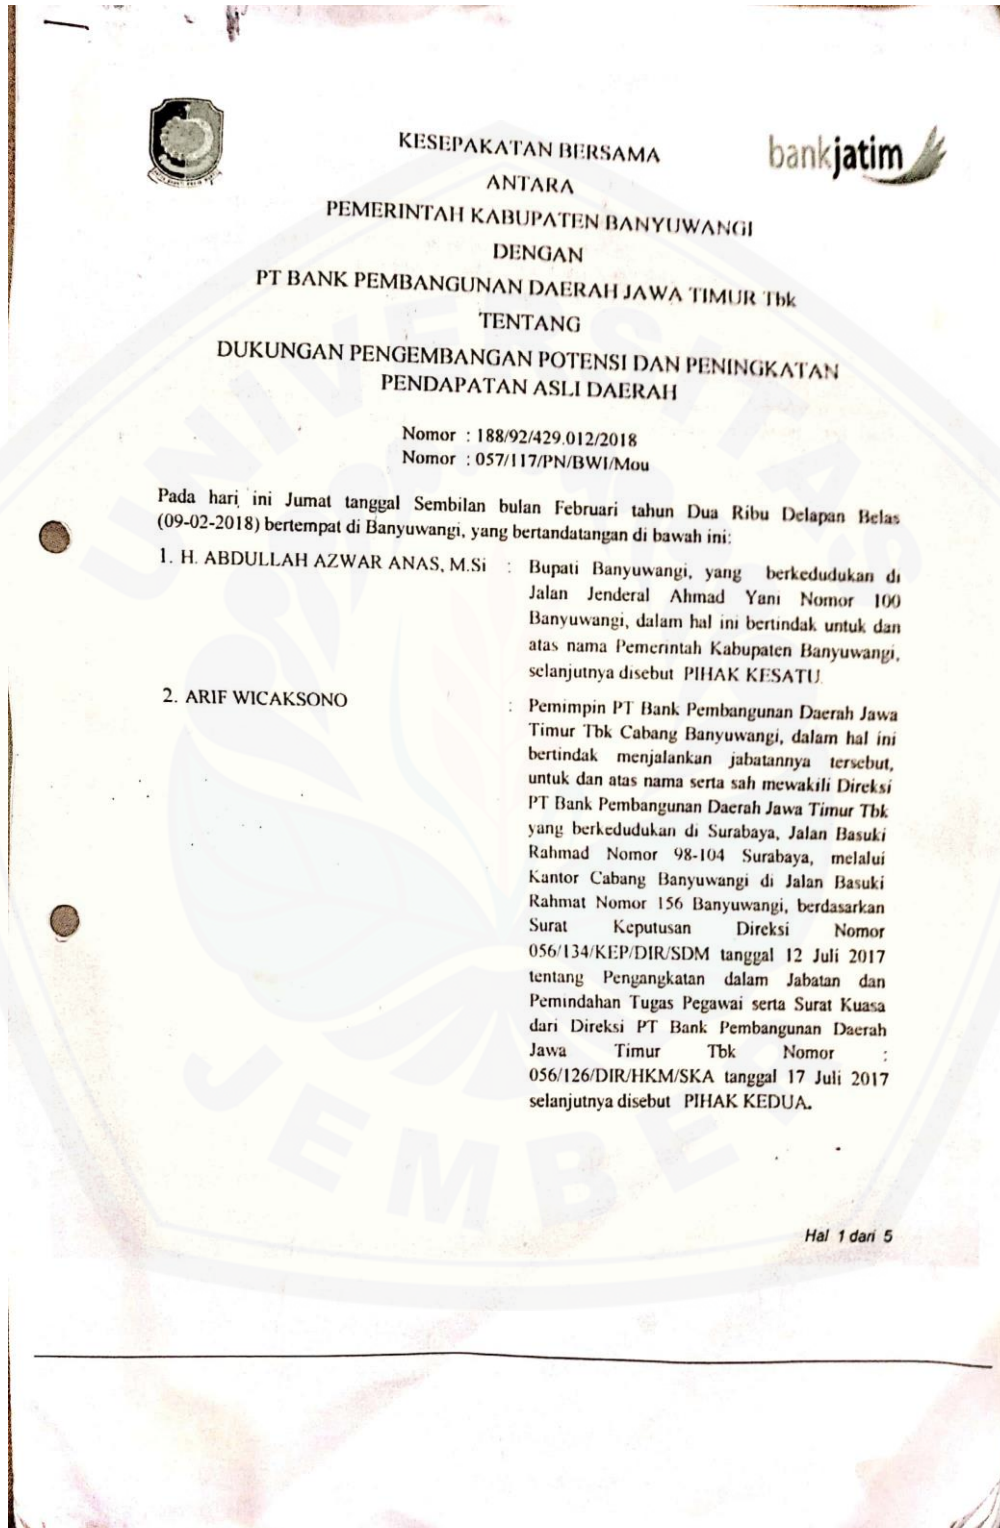 bankjatim
KESEPAKATAN BERSAMA
ANTARA
PEMERINTAH KABUPATEN BANYUWANGI
DENGAN
PT BANK PEMBANGUNAN DAERAH JAWA TIMUR Tbk
TENTANG
DUKUNGAN PENGEMBANGAN POTENSI DAN PENINGKATAN
PENDAPATAN ASLI DAERAH
Nomor : 188/92/429.012/2018
Nomor : 057/117/PN/BWI/Mou
Pada hari ini Jumat tanggal Sembilan bulan Februari tahun Dua Ribu Delapan Belas
(09-02-2018) bertempat di Banyuwangi, yang bertandatangan di bawah ini:
1. H. ABDULLAH AZWAR ANAS, M.Si : Bupati Banyuwangi, yang berkedudukan di
Jalan Jenderal Ahmad Yani Nomor 100
Banyuwangi, dalam hal ini bertindak untuk dan
atas nama Pemerintah Kabupaten Banyuwangi,
selanjutnya disebut PIHAK KESATU
2. ARIF WICAKSONO : Pemimpin PT Bank Pembangunan Daerah Jawa
Timur Tbk Cabang Banyuwangi, dalam hal ini
bertindak menjalankan jabatannya tersebut,
untuk dan atas nama serta sah mewakili Direksi
PT Bank Pembangunan Daerah Jawa Timur Tbk
yang berkedudukan di Surabaya, Jalan Basuki
Rahmad Nomor 98-104 Surabaya, melalui
Kantor Cabang Banyuwangi di Jalan Basuki
Rahmat Nomor 156 Banyuwangi, berdasarkan
Surat Keputusan Direksi Nomor
056/134/KEP/DIR/SDM tanggal 12 Juli 2017
tentang Pengangkatan dalam Jabatan dan
Pemindahan Tugas Pegawai serta Surat Kuasa
dari Direksi PT Bank Pembangunan Daerah
Jawa Timur Tbk Nomor :
056/126/DIR/HKM/SKA tanggal 17 Juli 2017
selanjutnya disebut PIHAK KEDUA.
Hal 1 dari 5
UNIVERSITAS
JEMBER